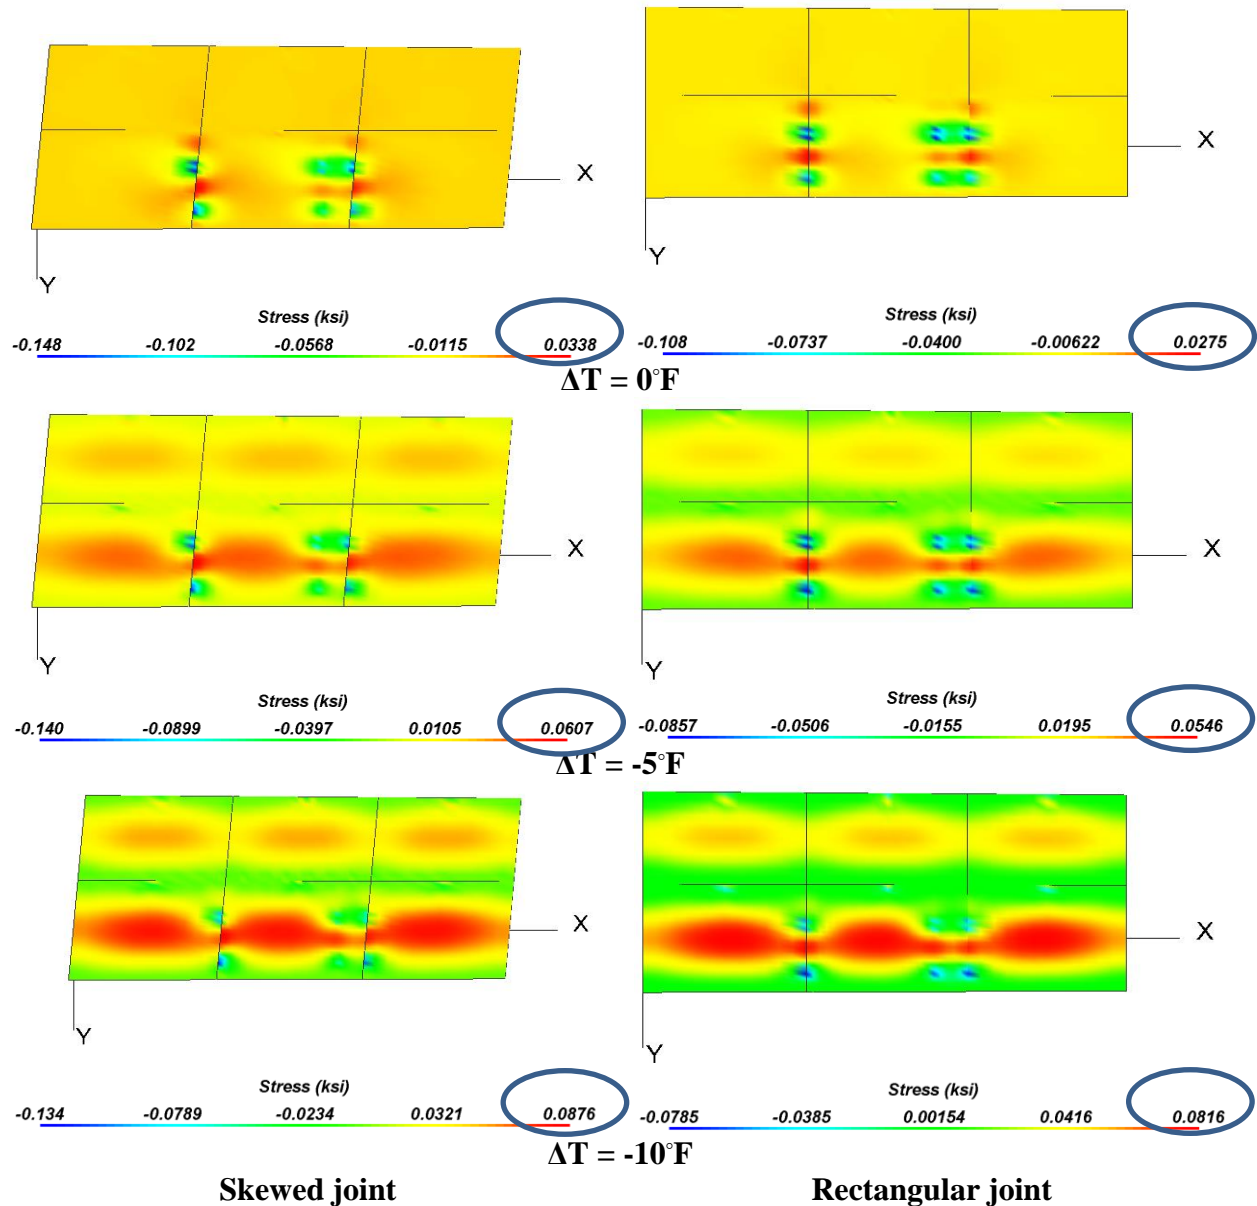 X
Y
X
Y
Stress (ksi)
-0.148 -0.102 -0.0568 -0.0115 0.0338
Stress (ksi)
-0.108 -0.0737 -0.0400 -0.00622 0.0275
ΔT = 0°F
X
Y
X
Y
Stress (ksi)
-0.140 -0.0899 -0.0397 0.0105 0.0607
Stress (ksi)
-0.0857 -0.0506 -0.0155 0.0195 0.0546
ΔT = -5°F
X
Y
X
Y
Stress (ksi)
-0.134 -0.0789 -0.0234 0.0321 0.0876
Stress (ksi)
-0.0785 -0.0385 0.00154 0.0416 0.0816
ΔT = -10°F
Skewed joint
Rectangular joint